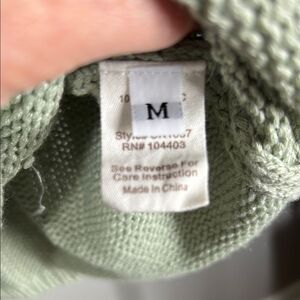 M
RN# 104403
See Reverse For
Care Instruction
Made In China